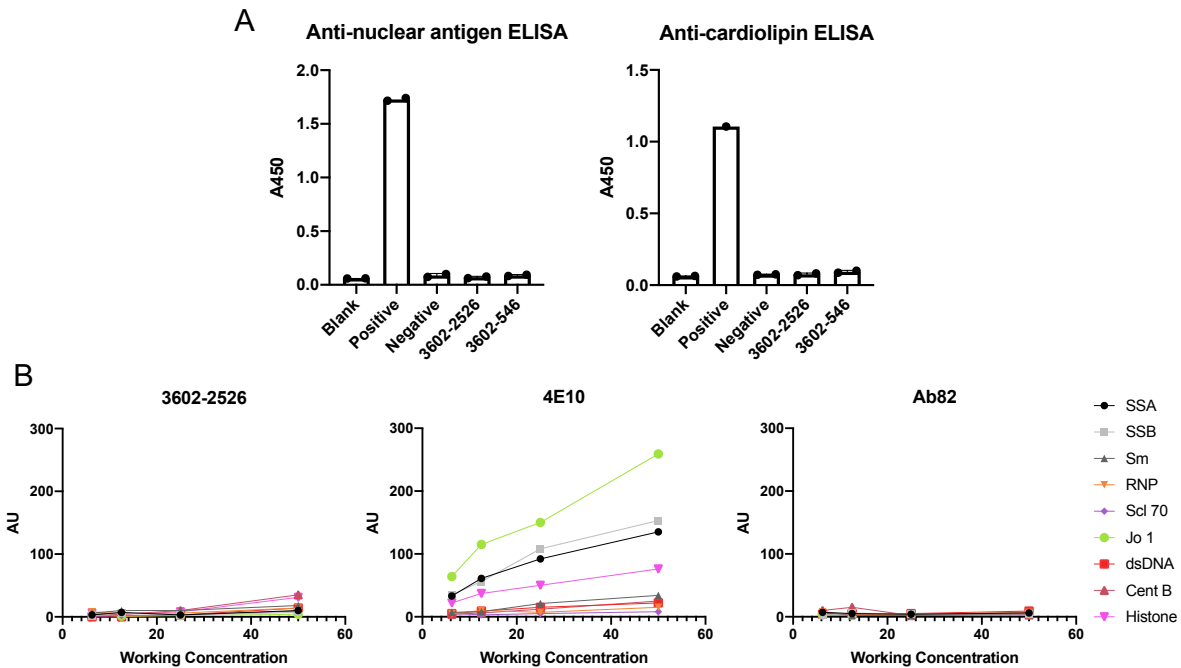 A
Anti-nuclear antigen ELISA
Anti-cardiolipin ELISA
2.0
1.5
1.0
0.5
0.0
A450
Blank
Positive
Negative
3602-2526
3602-546
1.5
1.0
0.5
0.0
A450
Blank
Positive
Negative
3602-2526
3602-546
B
3602-2526
300
200
100
0
AU
0 20 40 60
Working Concentration
4E10
300
200
100
0
AU
0 20 40 60
Working Concentration
Ab82
300
200
100
0
AU
0 20 40 60
Working Concentration
SSA
SSB
Sm
RNP
Scl 70
Jo 1
dsDNA
Cent B
Histone